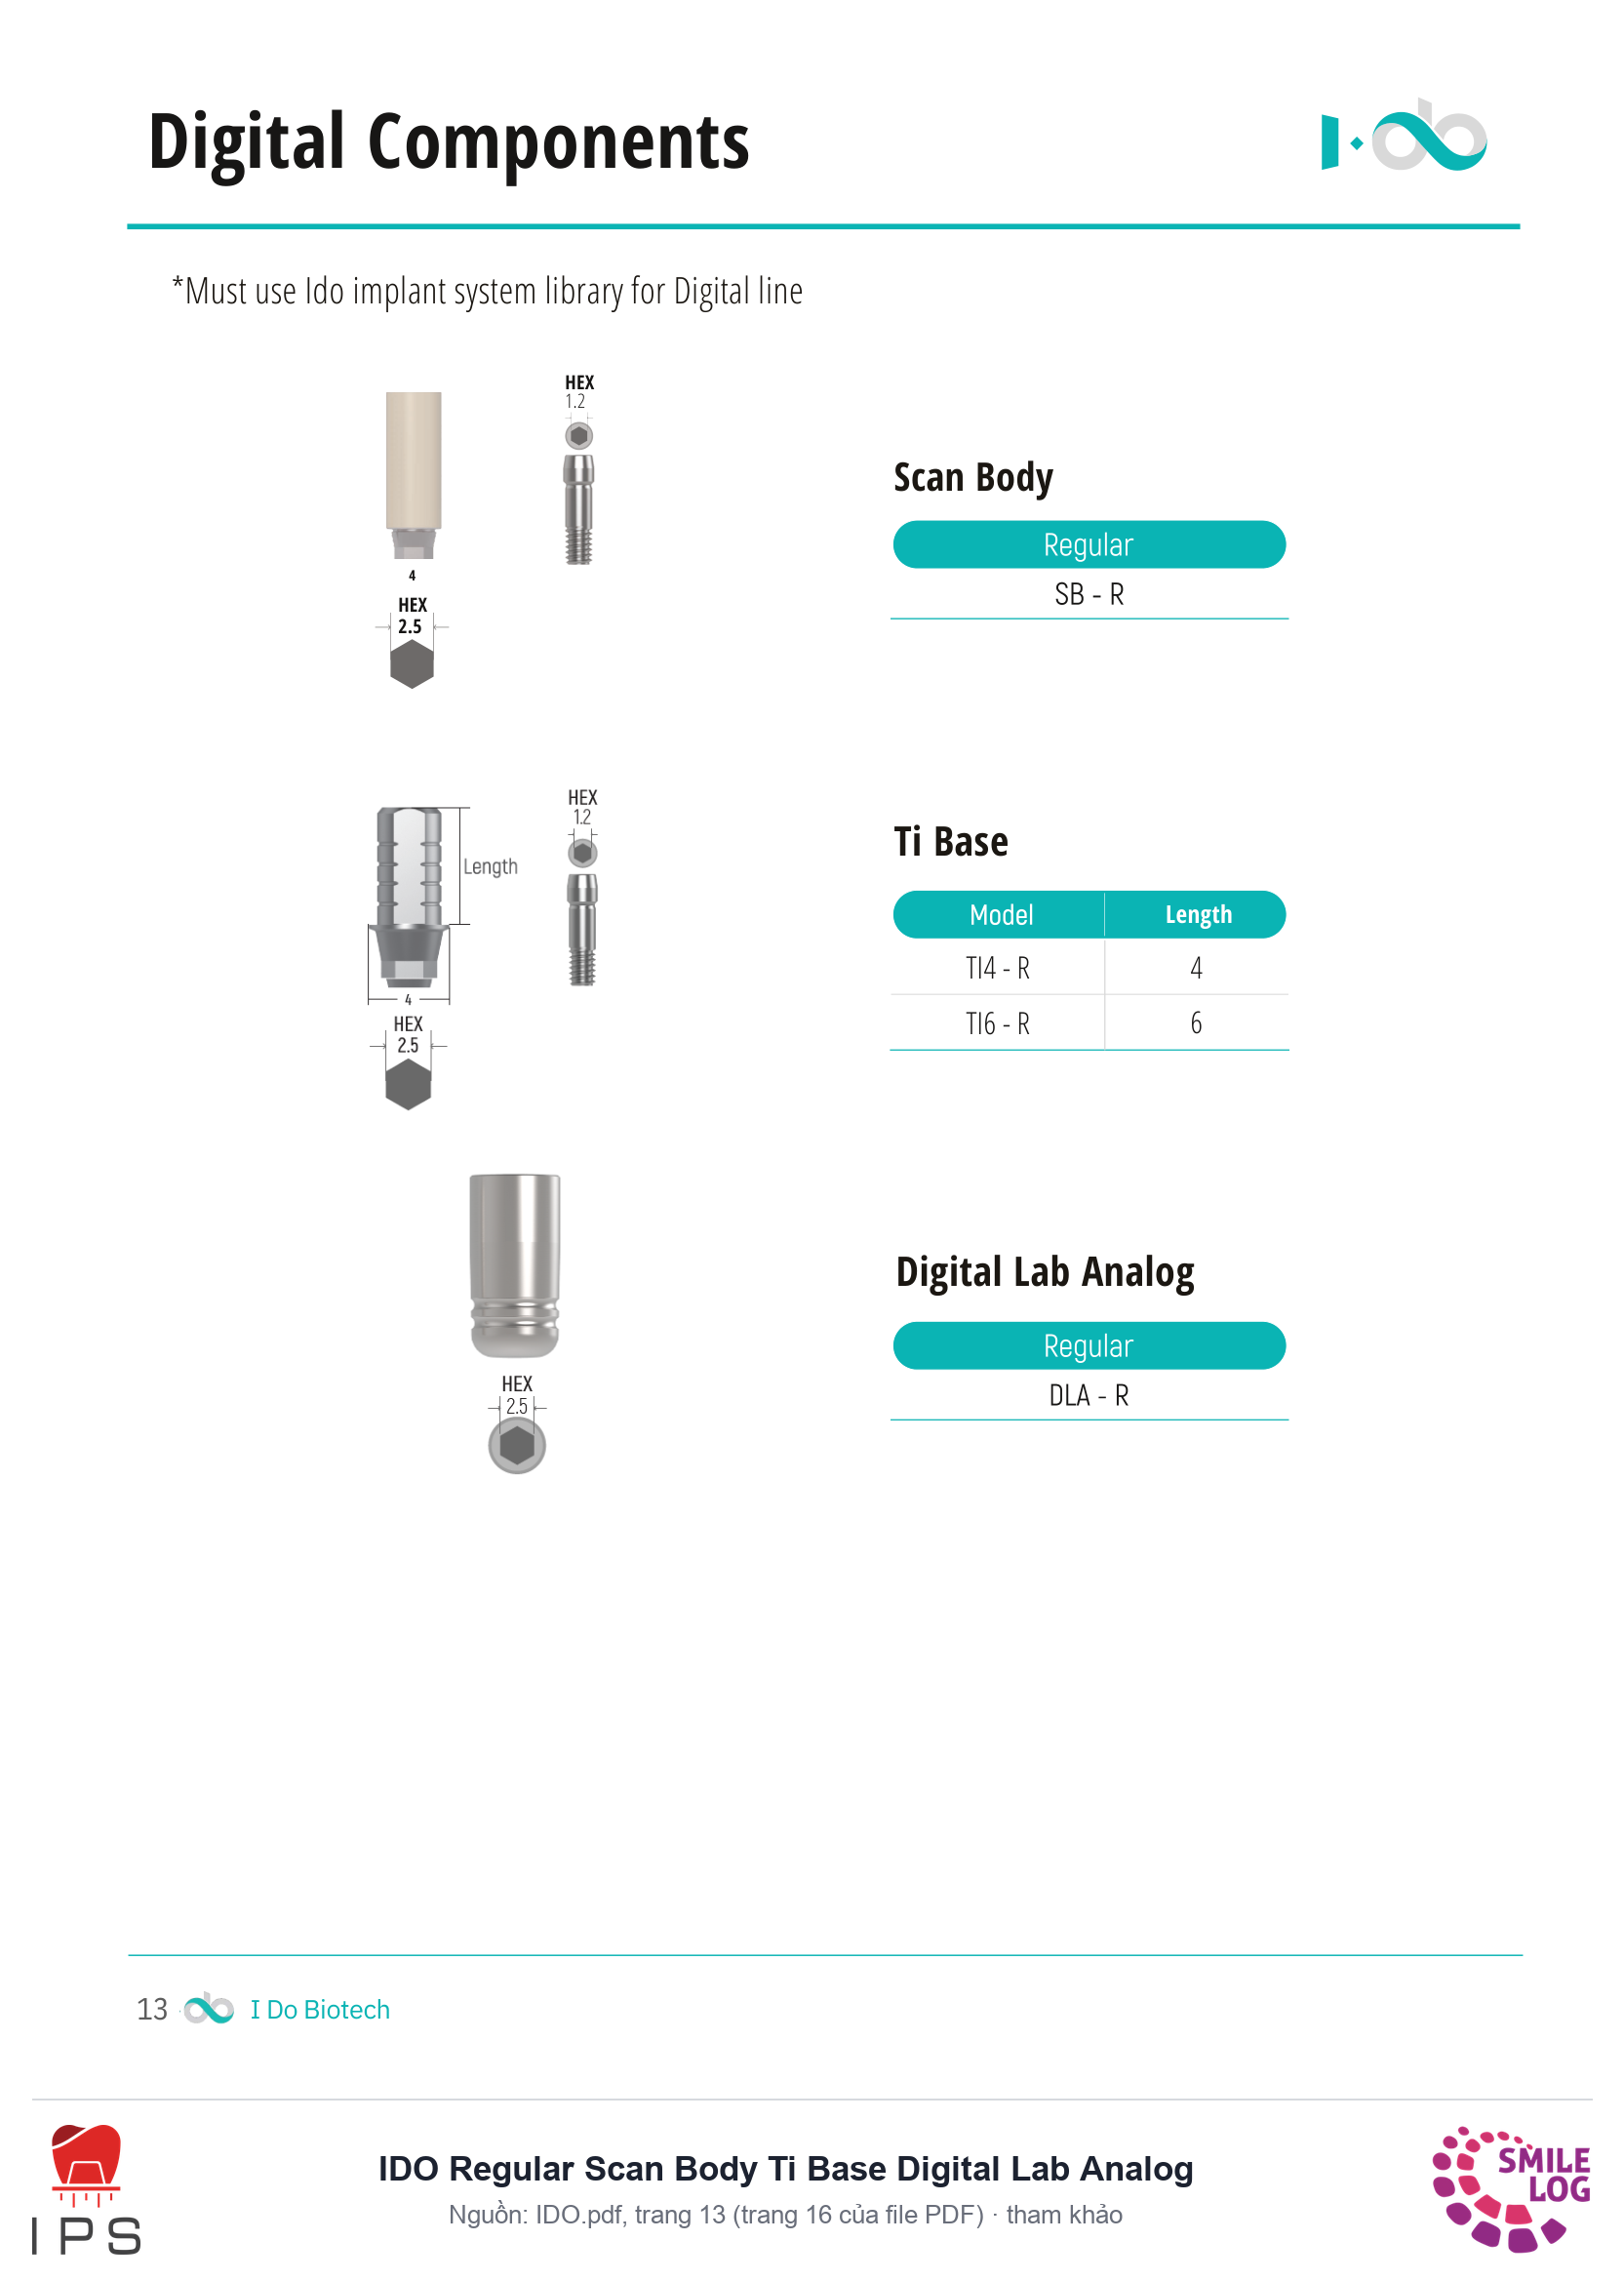 Digital Components
*Must use Ido implant system library for Digital line
HEX
1.2
4
HEX
2.5
Scan Body
Regular
SB - R
HEX
1.2
Length
4
HEX
2.5
Ti Base
Model Length
TI4 - R 4
TI6 - R 6
HEX
2.5
Digital Lab Analog
Regular
DLA - R
13 I Do Biotech
IPS
IDO Regular Scan Body Ti Base Digital Lab Analog
Nguồn: IDO.pdf, trang 13 (trang 16 của file PDF) · tham khảo
SMILE
LOG